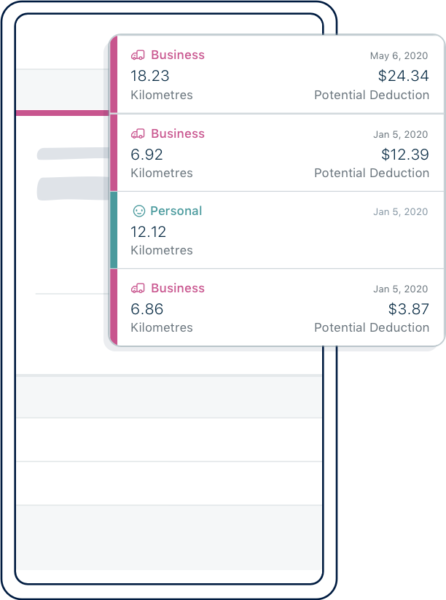 Business May 6, 2020
18.23 $24.34
Kilometres Potential Deduction
Business Jan 5, 2020
6.92 $12.39
Kilometres Potential Deduction
Personal Jan 5, 2020
12.12
Kilometres
Business Jan 5, 2020
6.86 $3.87
Kilometres Potential Deduction